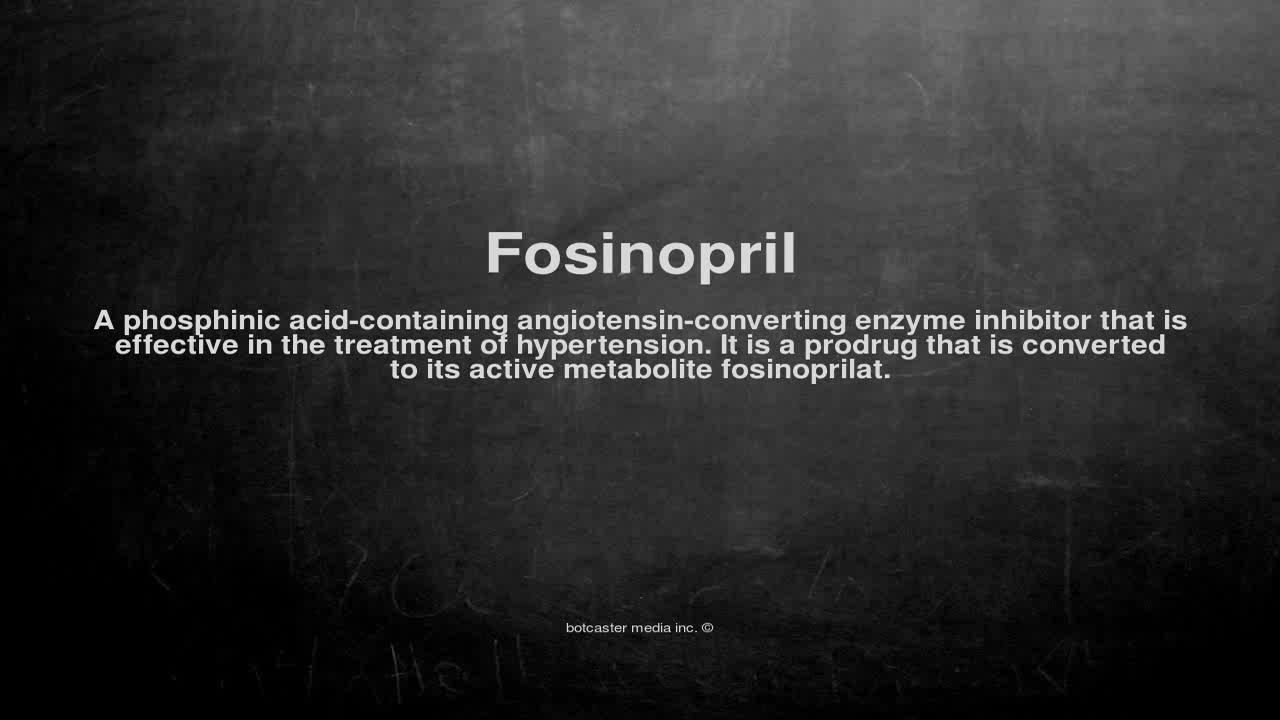 Fosinopril
A phosphinic acid-containing angiotensin-converting enzyme inhibitor that is
effective in the treatment of hypertension. It is a prodrug that is converted
to its active metabolite fosinoprilat.
botcaster media inc. ©